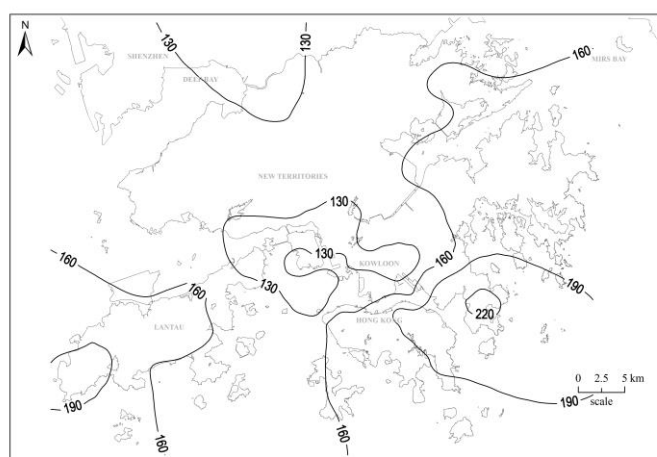 N
130
130
160
SHENZHEN
DEEP BAY
MIRS BAY
NEW TERRITORIES
130
130
160
160
KOWLOON
130
160
190
220
LANTAU
HONG KONG
0 2.5 5 km
scale
190
190
160
160